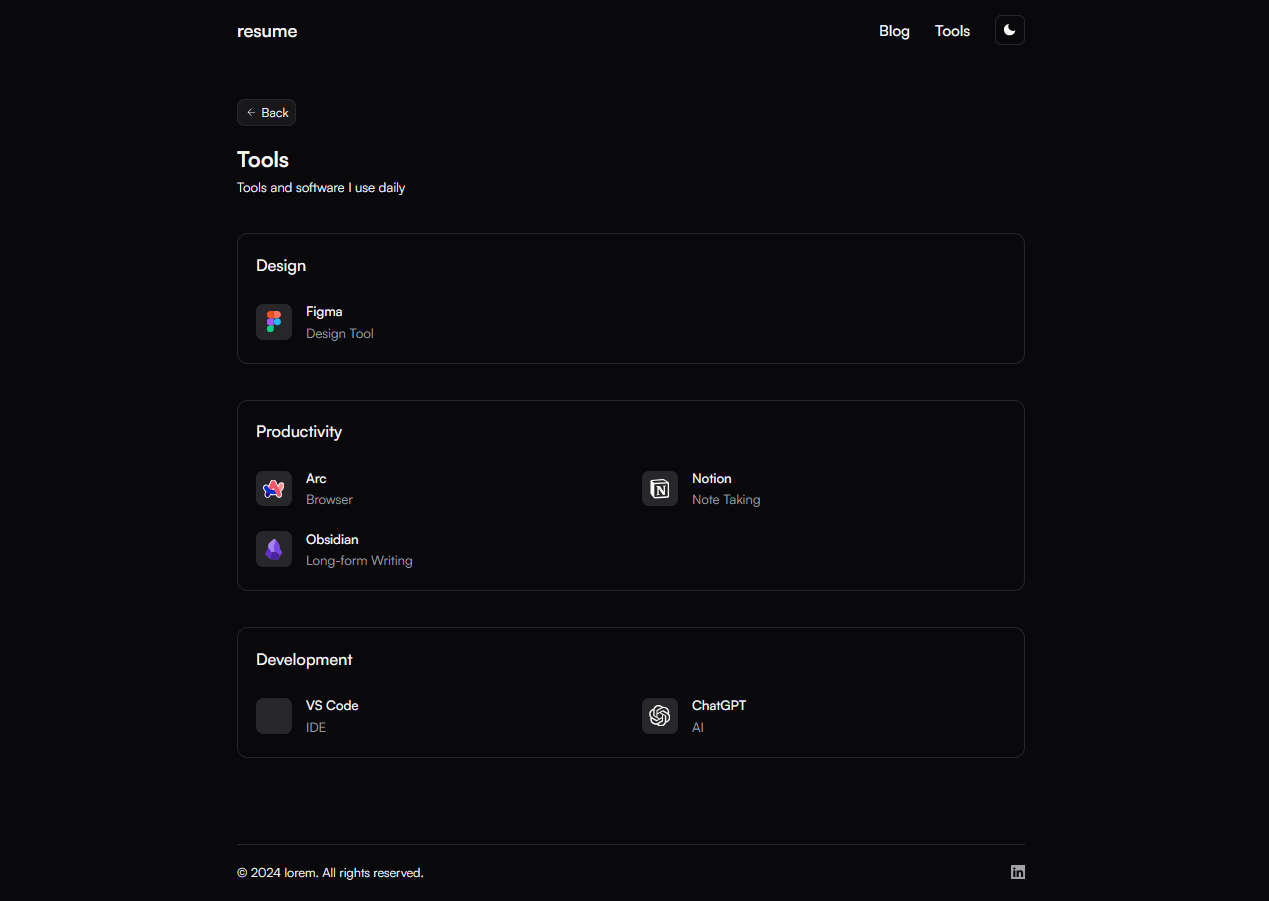 resume
Blog
Tools
Back
Tools
Tools and software I use daily
Design
Figma
Design Tool
Productivity
Arc
Browser
Notion
Note Taking
Obsidian
Long-form Writing
Development
VS Code
IDE
ChatGPT
AI
© 2024 lorem. All rights reserved.